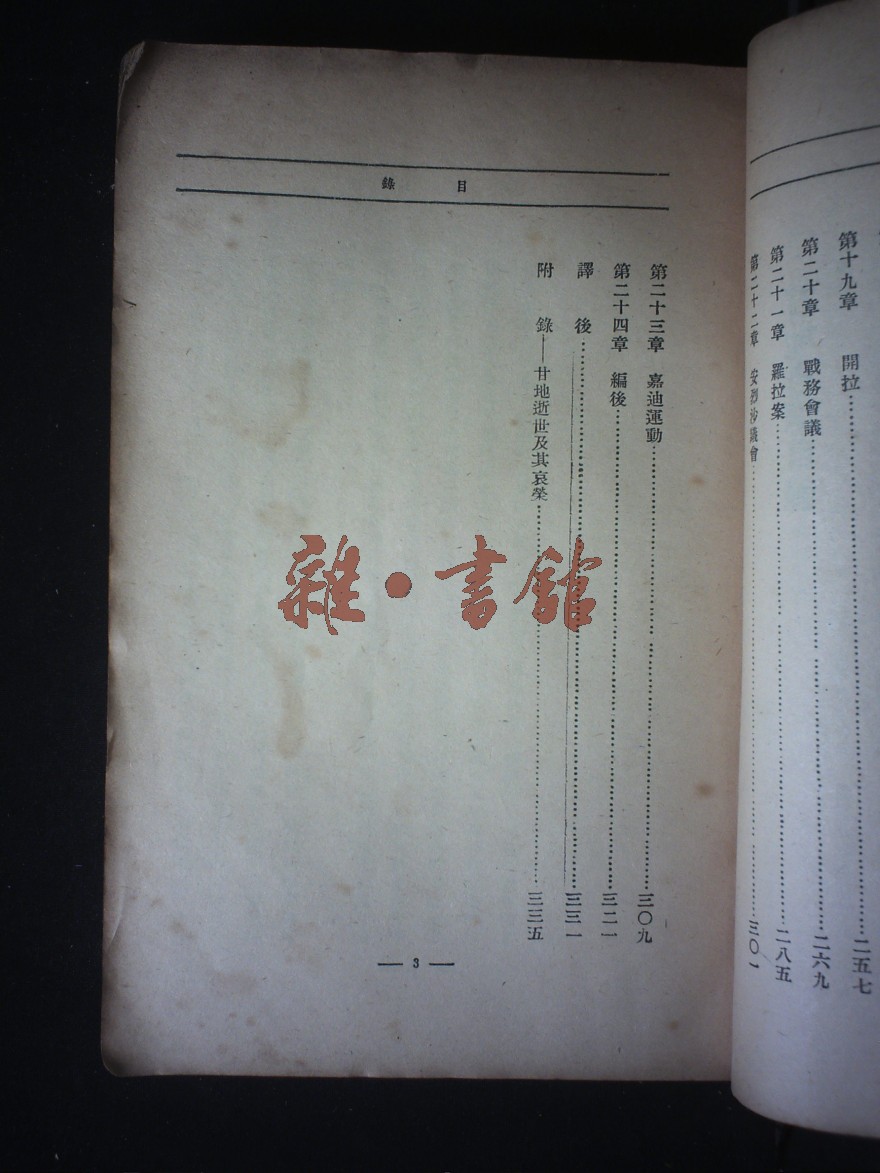 第十九章　開拉……二五七
第二十章　戰務會議……二六九
第二十一章　羅拉案……二八五
第二十二章　安烈沙議會……三〇一
目錄
第二十三章　嘉迪運動……三〇九
第二十四章　編後……三二一
譯後……三三一
附錄——甘地逝世及其哀榮……三三五
— 3 —
雜·書館